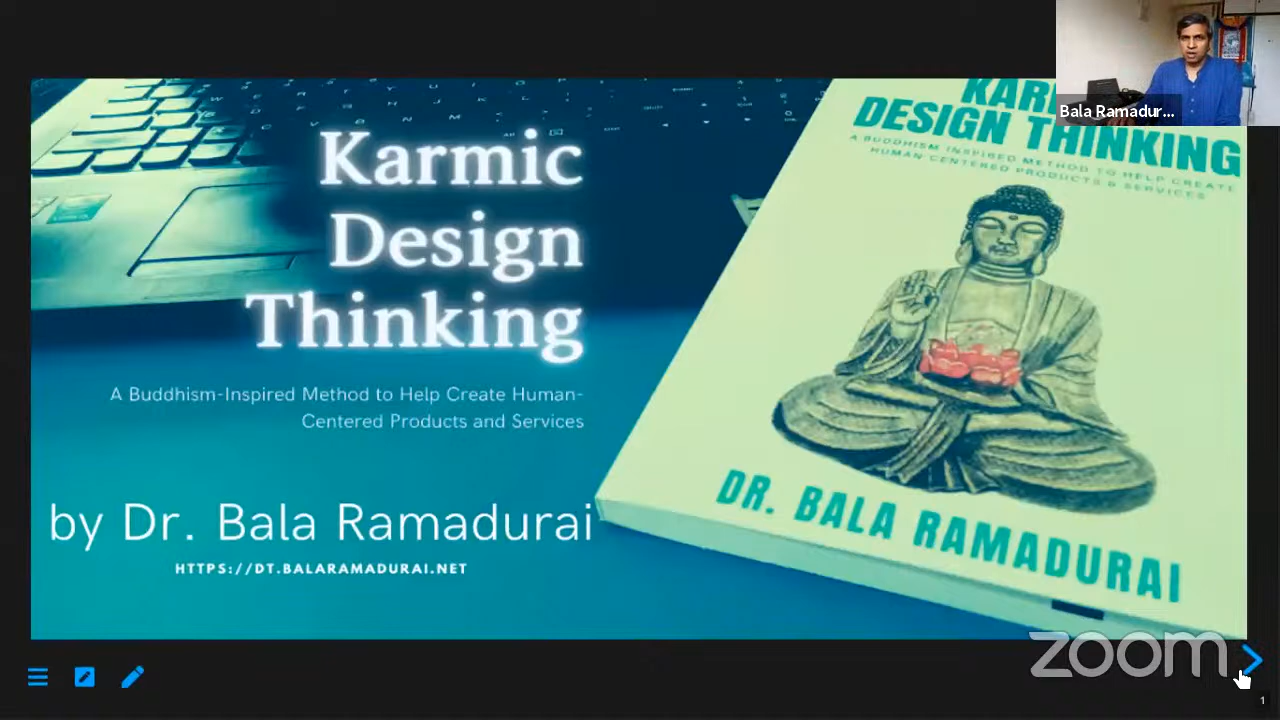 Bala Ramadur...
Karmic
Design
Thinking
A Buddhism-Inspired Method to Help Create Human-
Centered Products and Services
by Dr. Bala Ramadurai
HTTPS://DT.BALARAMADURAI.NET
DESIGN THINKING
A BUDDHISM INSPIRED METHOD TO HELP CREATE
HUMAN-CENTERED PRODUCTS & SERVICES
DR. BALA RAMADURAI
zoom
1